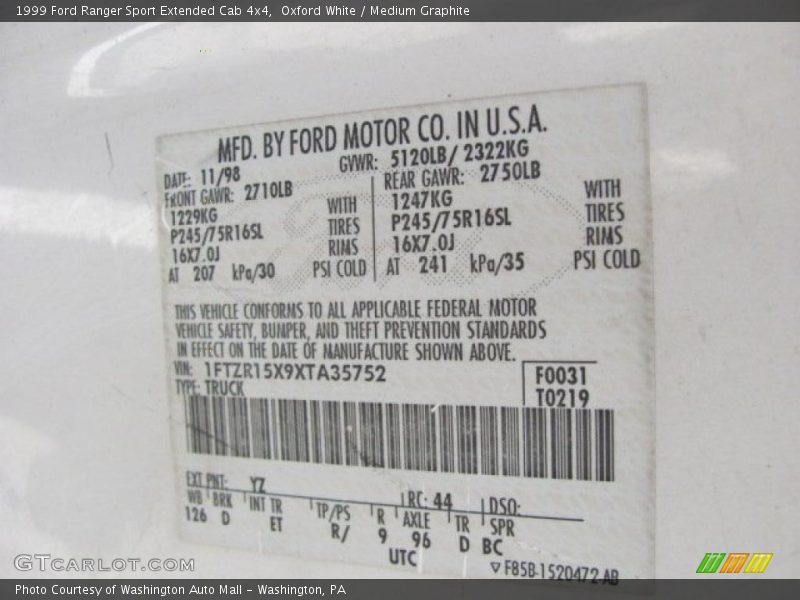 1999 Ford Ranger Sport Extended Cab 4x4,  Oxford White / Medium Graphite
MFD. BY FORD MOTOR CO. IN U.S.A.
DATE: 11/98 GVWR: 5120LB/ 2322KG
FRONT GAWR: 2710LB REAR GAWR: 2750LB
1229KG WITH 1247KG WITH
P245/75R16SL TIRES P245/75R16SL TIRES
16X7.0J RIMS 16X7.0J RIMS
AT 207 kPa/30 PSI COLD AT 241 kPa/35 PSI COLD
THIS VEHICLE CONFORMS TO ALL APPLICABLE FEDERAL MOTOR
VEHICLE SAFETY, BUMPER, AND THEFT PREVENTION STANDARDS
IN EFFECT ON THE DATE OF MANUFACTURE SHOWN ABOVE.
VIN: 1FTZR15X9XTA35752 F0031
TYPE: TRUCK T0219
EXT PNT: YZ RC: 44 DSO:
WB BRK INT TR TP/PS R AXLE TR SPR
126 D ET R/ 9 96 D BC
UTC ▽F85B-1520472-AB
GTCarLot.com
Photo Courtesy of Washington Auto Mall – Washington, PA